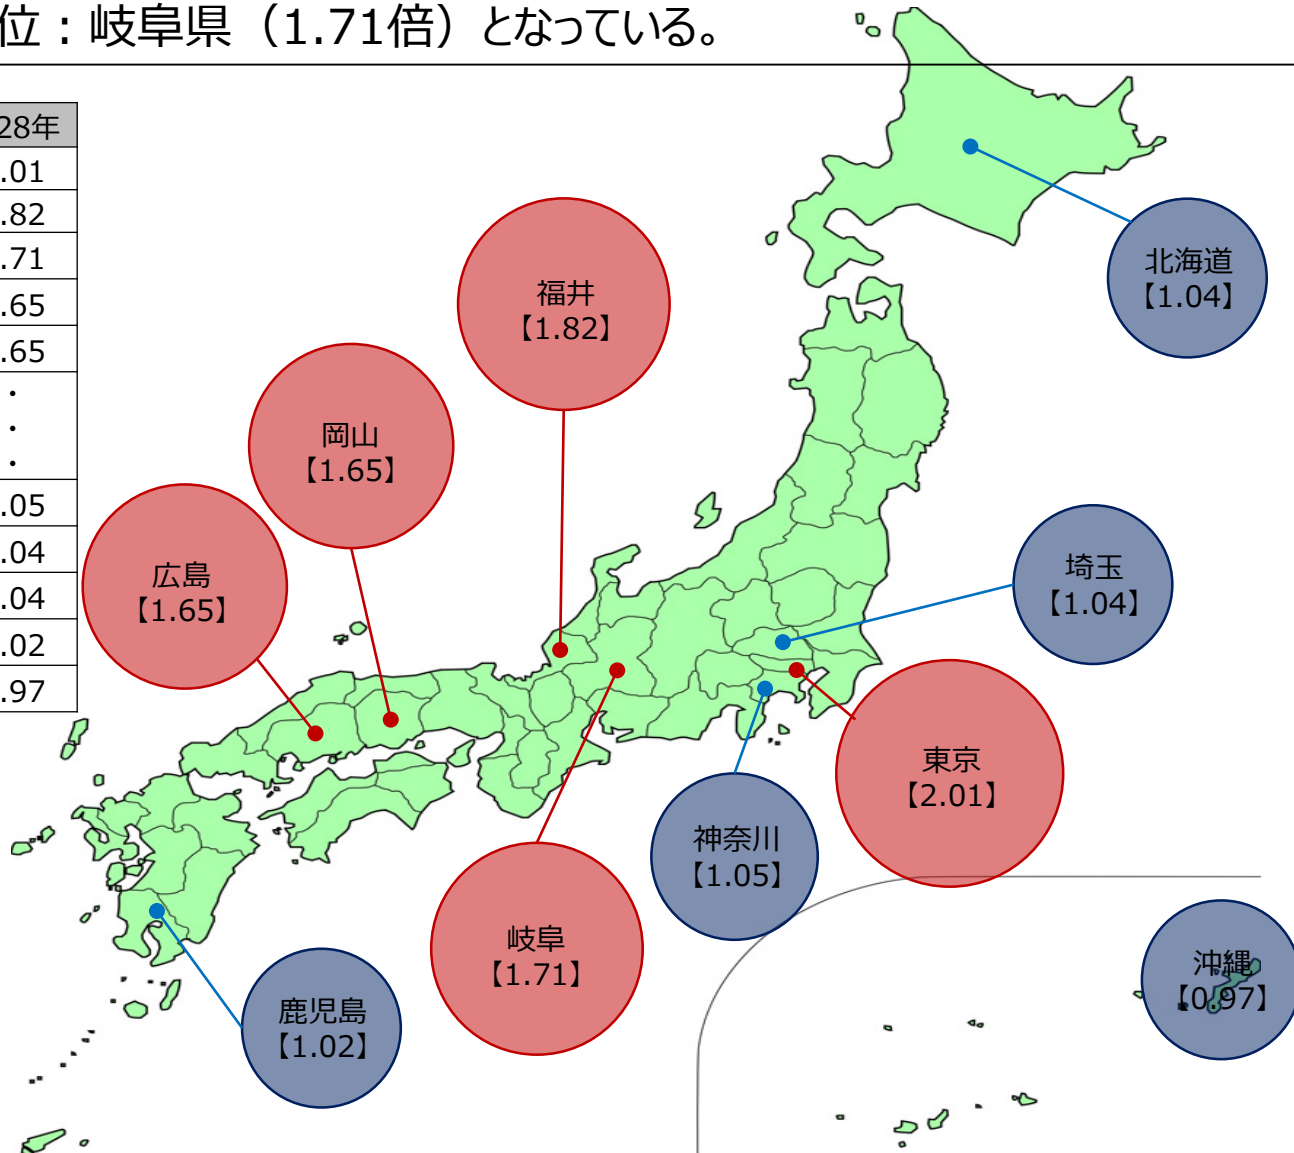 位：岐阜県（1.71倍）となっている。
28年
.01
.82
.71
.65
.65
・
・
・
.05
.04
.04
.02
.97
北海道
【1.04】
福井
【1.82】
岡山
【1.65】
広島
【1.65】
埼玉
【1.04】
東京
【2.01】
神奈川
【1.05】
岐阜
【1.71】
沖縄
【0.97】
鹿児島
【1.02】